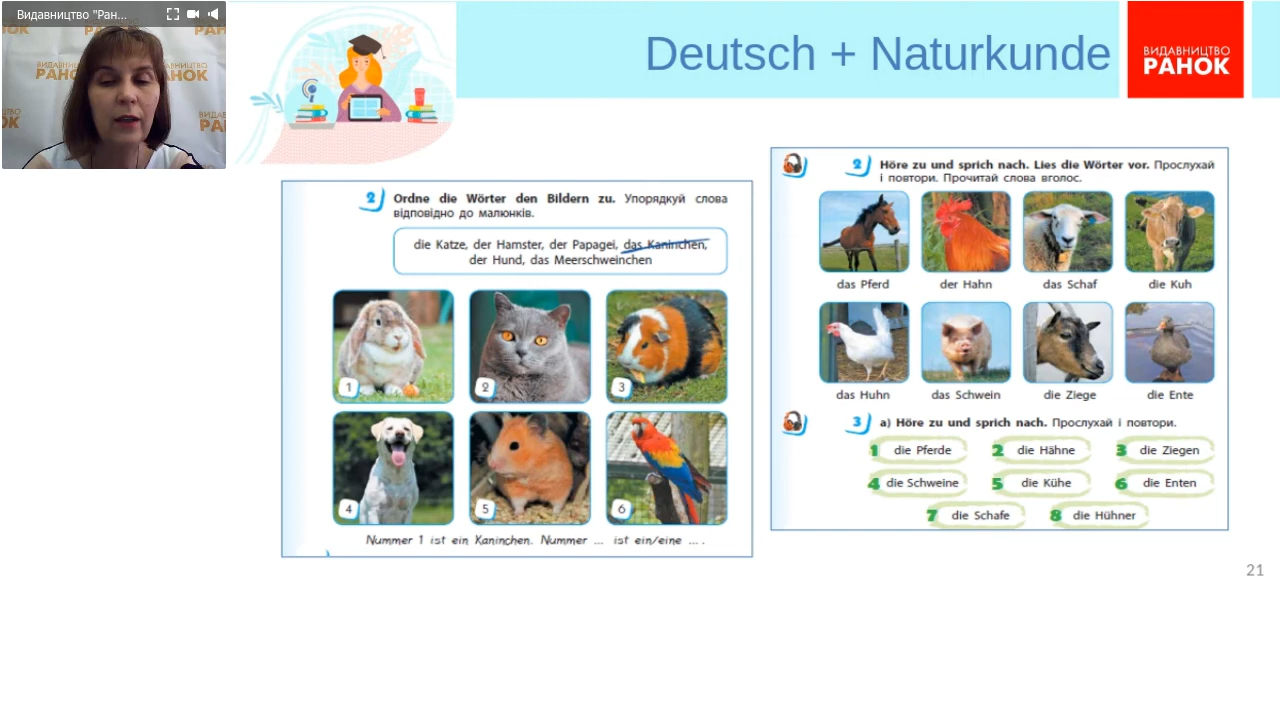 Видавництво "Ран...
Deutsch + Naturkunde
ВИДАВНИЦТВО
РАНОК
2 Ordne die Wörter den Bildern zu. Упорядкуй слова
відповідно до малюнків.
die Katze, der Hamster, der Papagei, das Kaninchen,
der Hund, das Meerschweinchen
1 2 3
4 5 6
Nummer 1 ist ein Kaninchen. Nummer ... ist ein/eine ... .
2 Höre zu und sprich nach. Lies die Wörter vor. Прослухай
і повтори. Прочитай слова вголос.
das Pferd der Hahn das Schaf die Kuh
das Huhn das Schwein die Ziege die Ente
3 a) Höre zu und sprich nach. Прослухай і повтори.
1 die Pferde 2 die Hähne 3 die Ziegen
4 die Schweine 5 die Kühe 6 die Enten
7 die Schafe 8 die Hühner
21